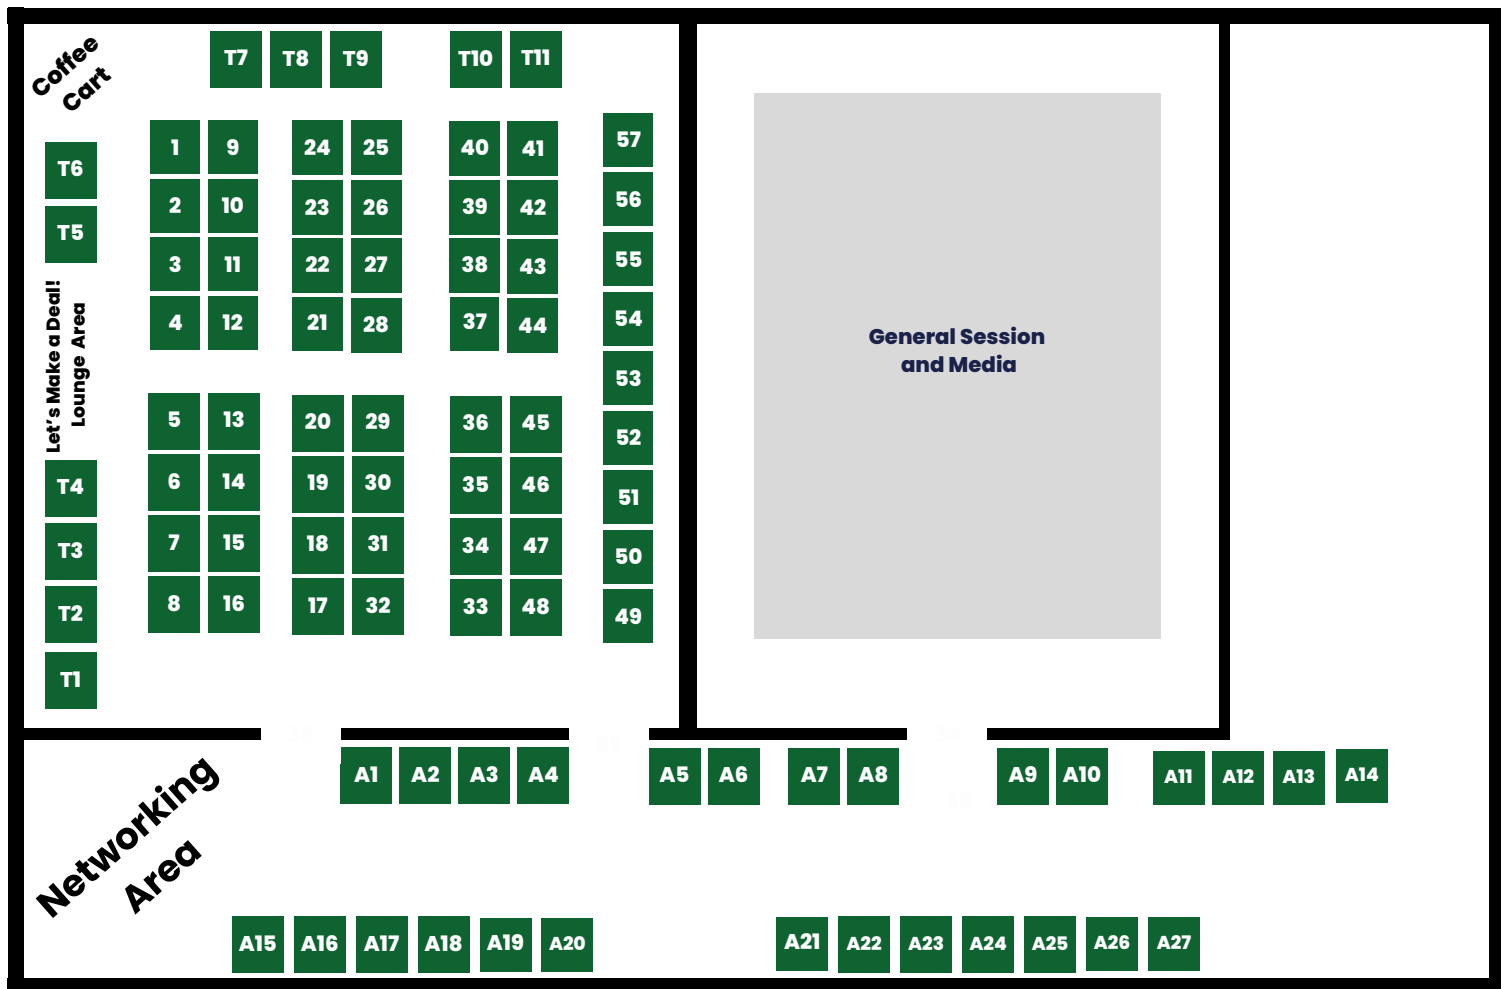 Coffee
Cart
T7 T8 T9 T10 T11
T6
T5
Let's Make a Deal!
Lounge Area
T4
T3
T2
T1
1 9 24 25 40 41
2 10 23 26 39 42
3 11 22 27 38 43
4 12 21 28 37 44
5 13 20 29 36 45
6 14 19 30 35 46
7 15 18 31 34 47
8 16 17 32 33 48
57
56
55
54
53
52
51
50
49
General Session
and Media
A1 A2 A3 A4 A5 A6 A7 A8 A9 A10 A11 A12 A13 A14
Networking
Area
A15 A16 A17 A18 A19 A20 A21 A22 A23 A24 A25 A26 A27